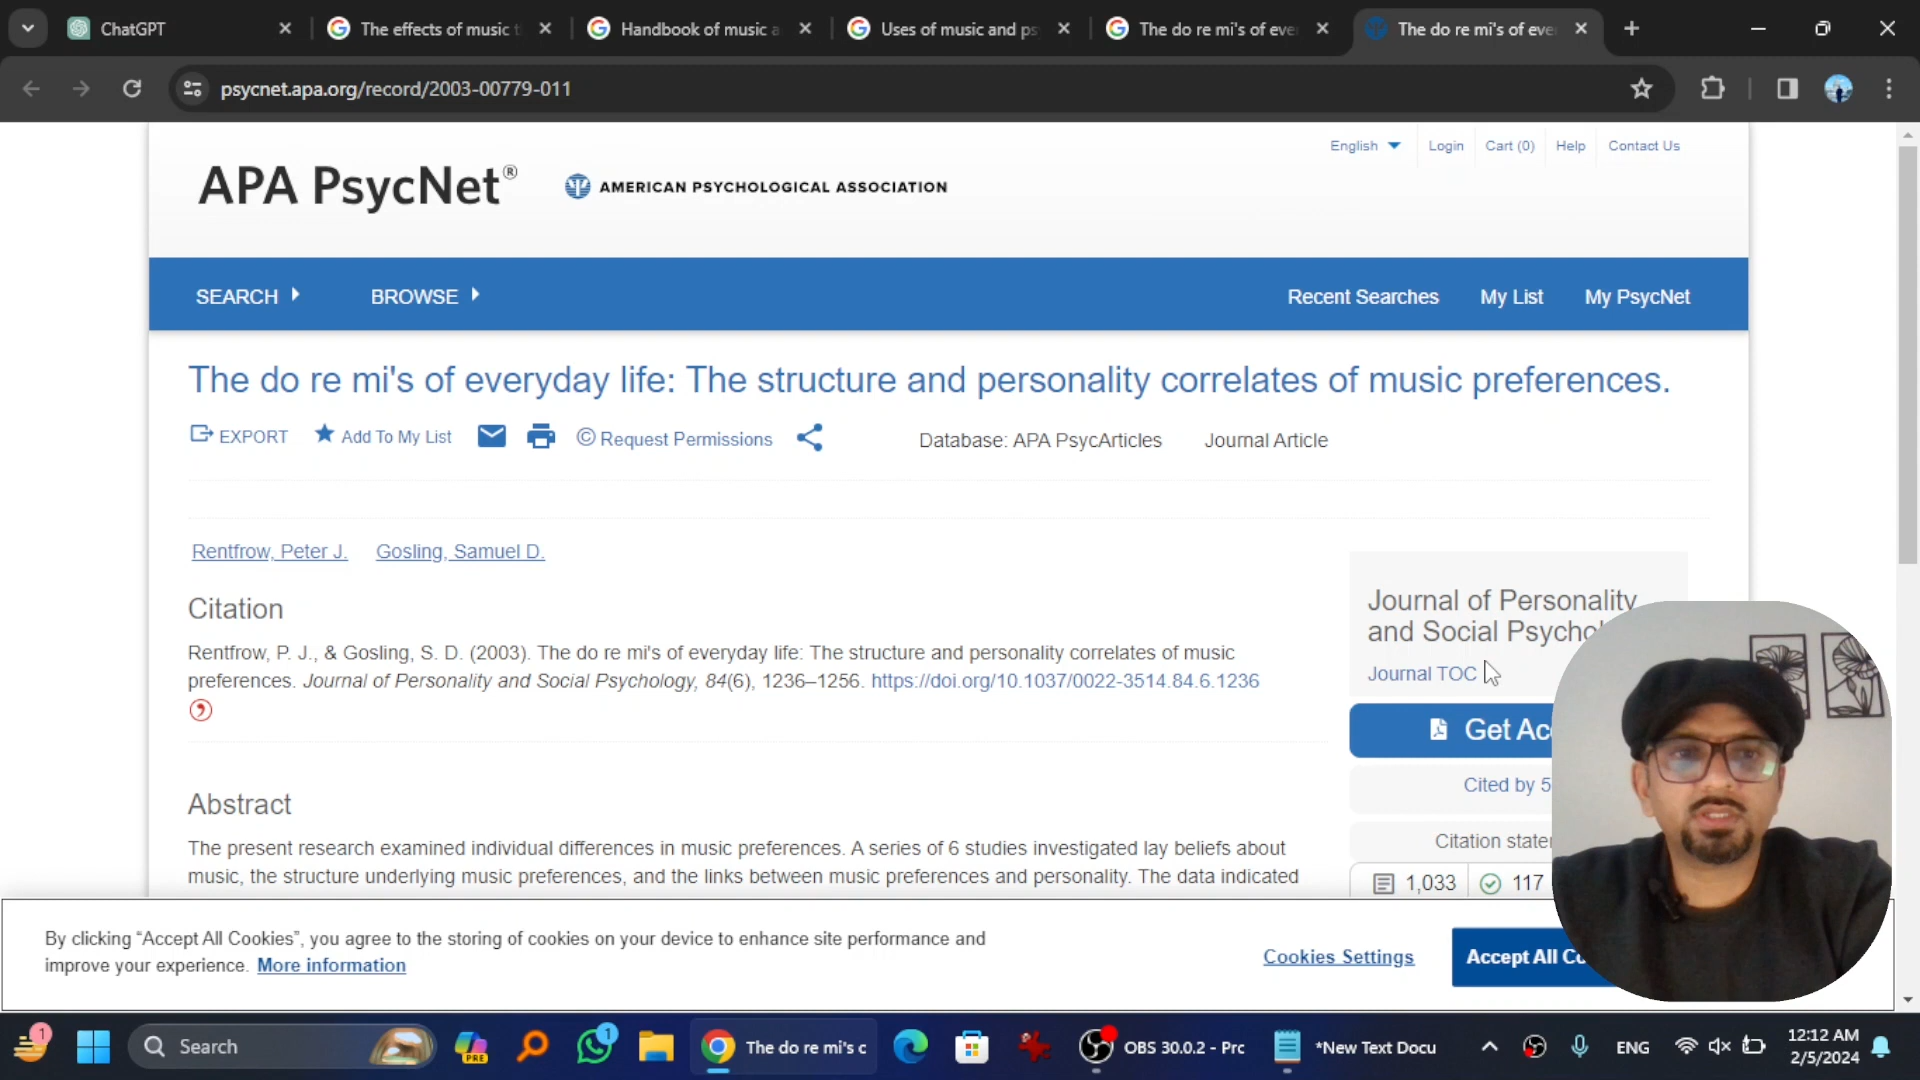 ChatGPT
The effects of music t
Handbook of music a
Uses of music and ps
The do re mi's of eve
The do re mi's of eve
psycnet.apa.org/record/2003-00779-011
English
Login
Cart (0)
Help
Contact Us
APA PsycNet®
AMERICAN PSYCHOLOGICAL ASSOCIATION
SEARCH
BROWSE
Recent Searches
My List
My PsycNet
The do re mi's of everyday life: The structure and personality correlates of music preferences.
EXPORT
Add To My List
© Request Permissions
Database: APA PsycArticles
Journal Article
Rentfrow, Peter J.
Gosling, Samuel D.
Citation
Rentfrow, P. J., & Gosling, S. D. (2003). The do re mi's of everyday life: The structure and personality correlates of music
preferences. Journal of Personality and Social Psychology, 84(6), 1236–1256. https://doi.org/10.1037/0022-3514.84.6.1236
Journal of Personality
and Social Psycho
Journal TOC
Get Acc
Cited by 5
Citation state
1,033
117
Abstract
The present research examined individual differences in music preferences. A series of 6 studies investigated lay beliefs about
music, the structure underlying music preferences, and the links between music preferences and personality. The data indicated
By clicking “Accept All Cookies”, you agree to the storing of cookies on your device to enhance site performance and
improve your experience. More information
Cookies Settings
Accept All Co
1
Search
PRE
1
The do re mi's c
OBS 30.0.2 - Prc
*New Text Docu
ENG
12:12 AM
2/5/2024